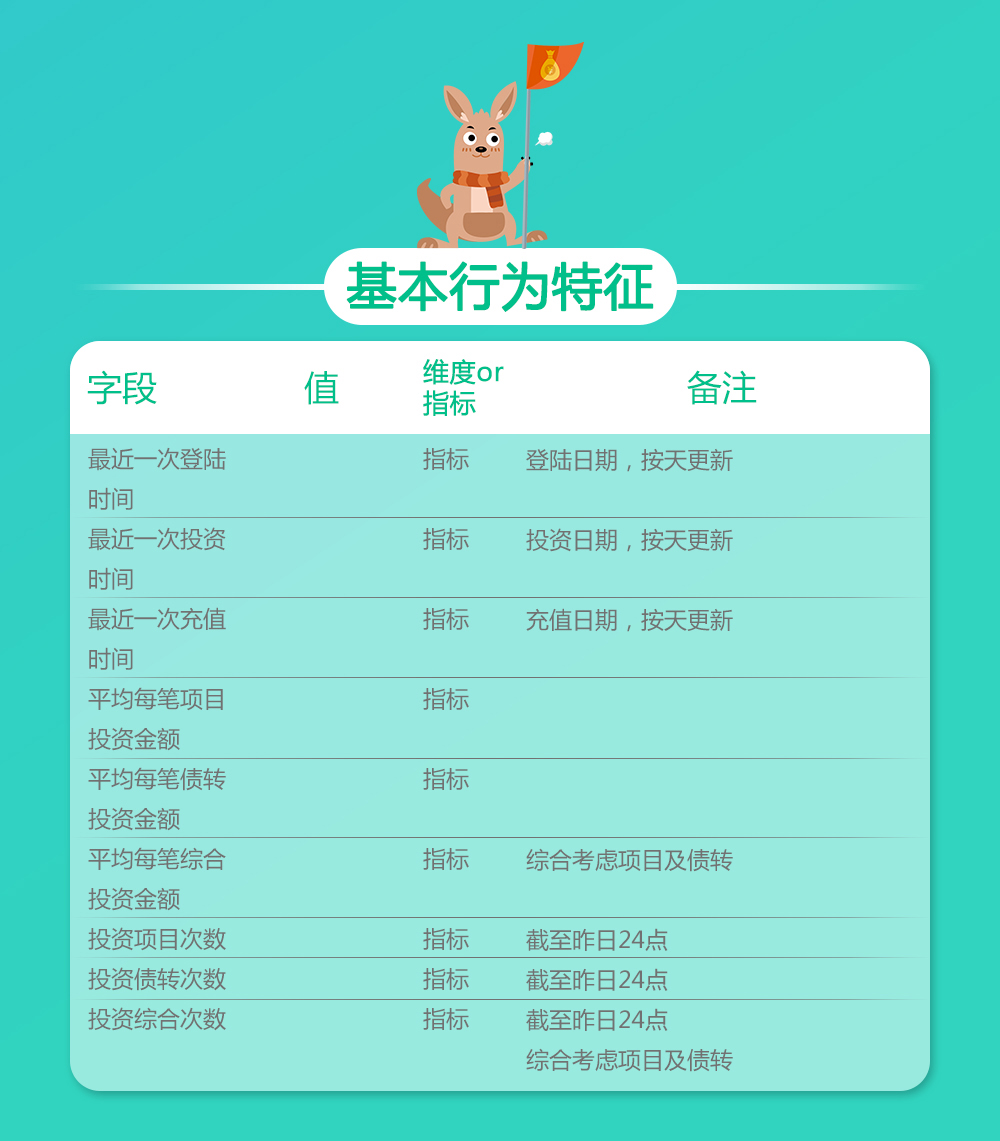 基本行为特征
字段 值 维度or 备注
指标
最近一次登陆 指标 登陆日期，按天更新
时间
最近一次投资 指标 投资日期，按天更新
时间
最近一次充值 指标 充值日期，按天更新
时间
平均每笔项目 指标
投资金额
平均每笔债转 指标
投资金额
平均每笔综合 指标 综合考虑项目及债转
投资金额
投资项目次数 指标 截至昨日24点
投资债转次数 指标 截至昨日24点
投资综合次数 指标 截至昨日24点
综合考虑项目及债转